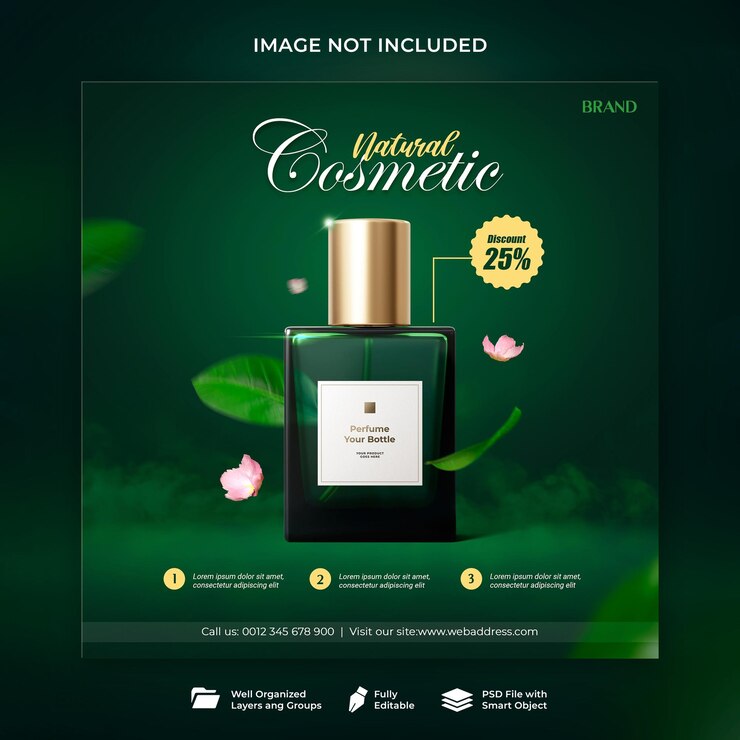 IMAGE NOT INCLUDED
BRAND
Natural
Cosmetic
Discount
25%
Perfume
Your Bottle
YOUR PRODUCT
GOES HERE
1
Lorem ipsum dolor sit amet,
consectetur adipiscing elit
2
Lorem ipsum dolor sit amet,
consectetur adipiscing elit
3
Lorem ipsum dolor sit amet,
consectetur adipiscing elit
Call us: 0012 345 678 900 | Visit our site:www.webaddress.com
Well Organized
Layers ang Groups
Fully
Editable
PSD File with
Smart Object